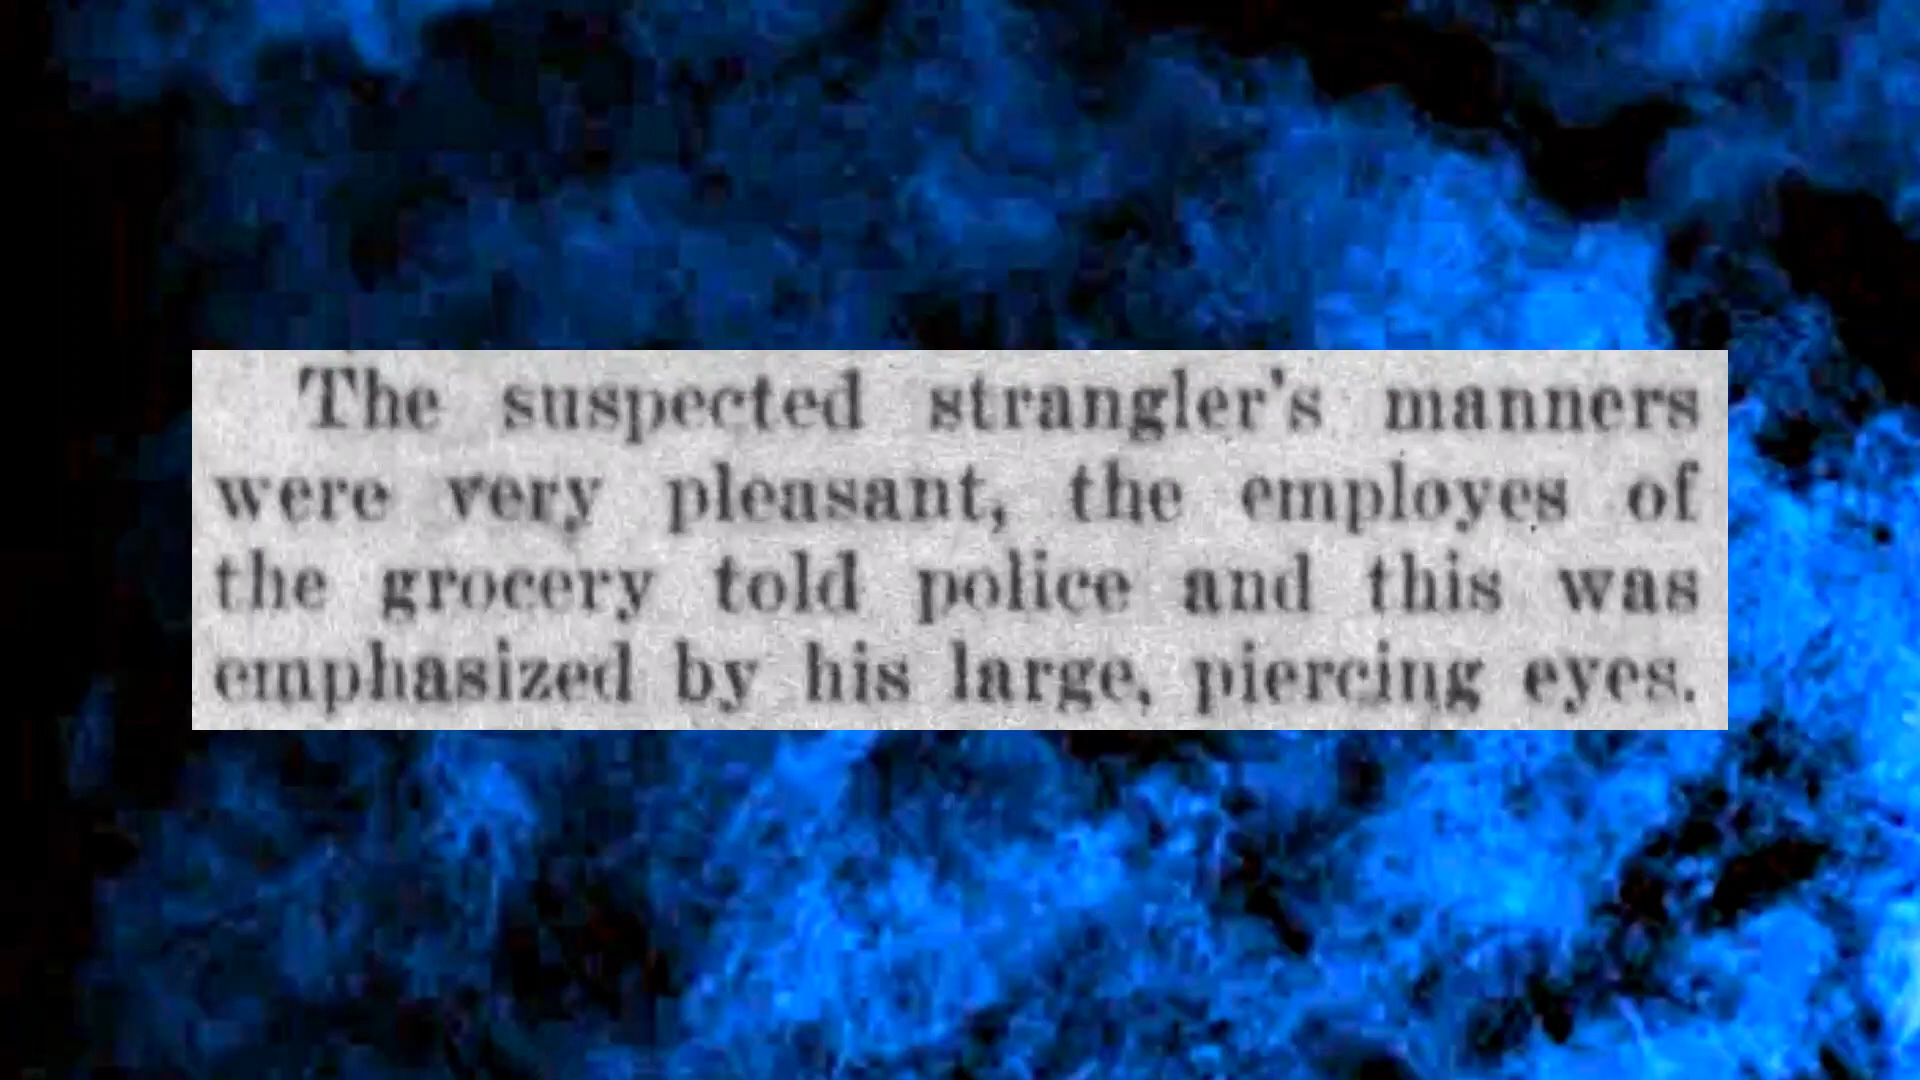 The suspected strangler's manners
were very pleasant, the employes of
the grocery told police and this was
emphasized by his large, piercing eyes.